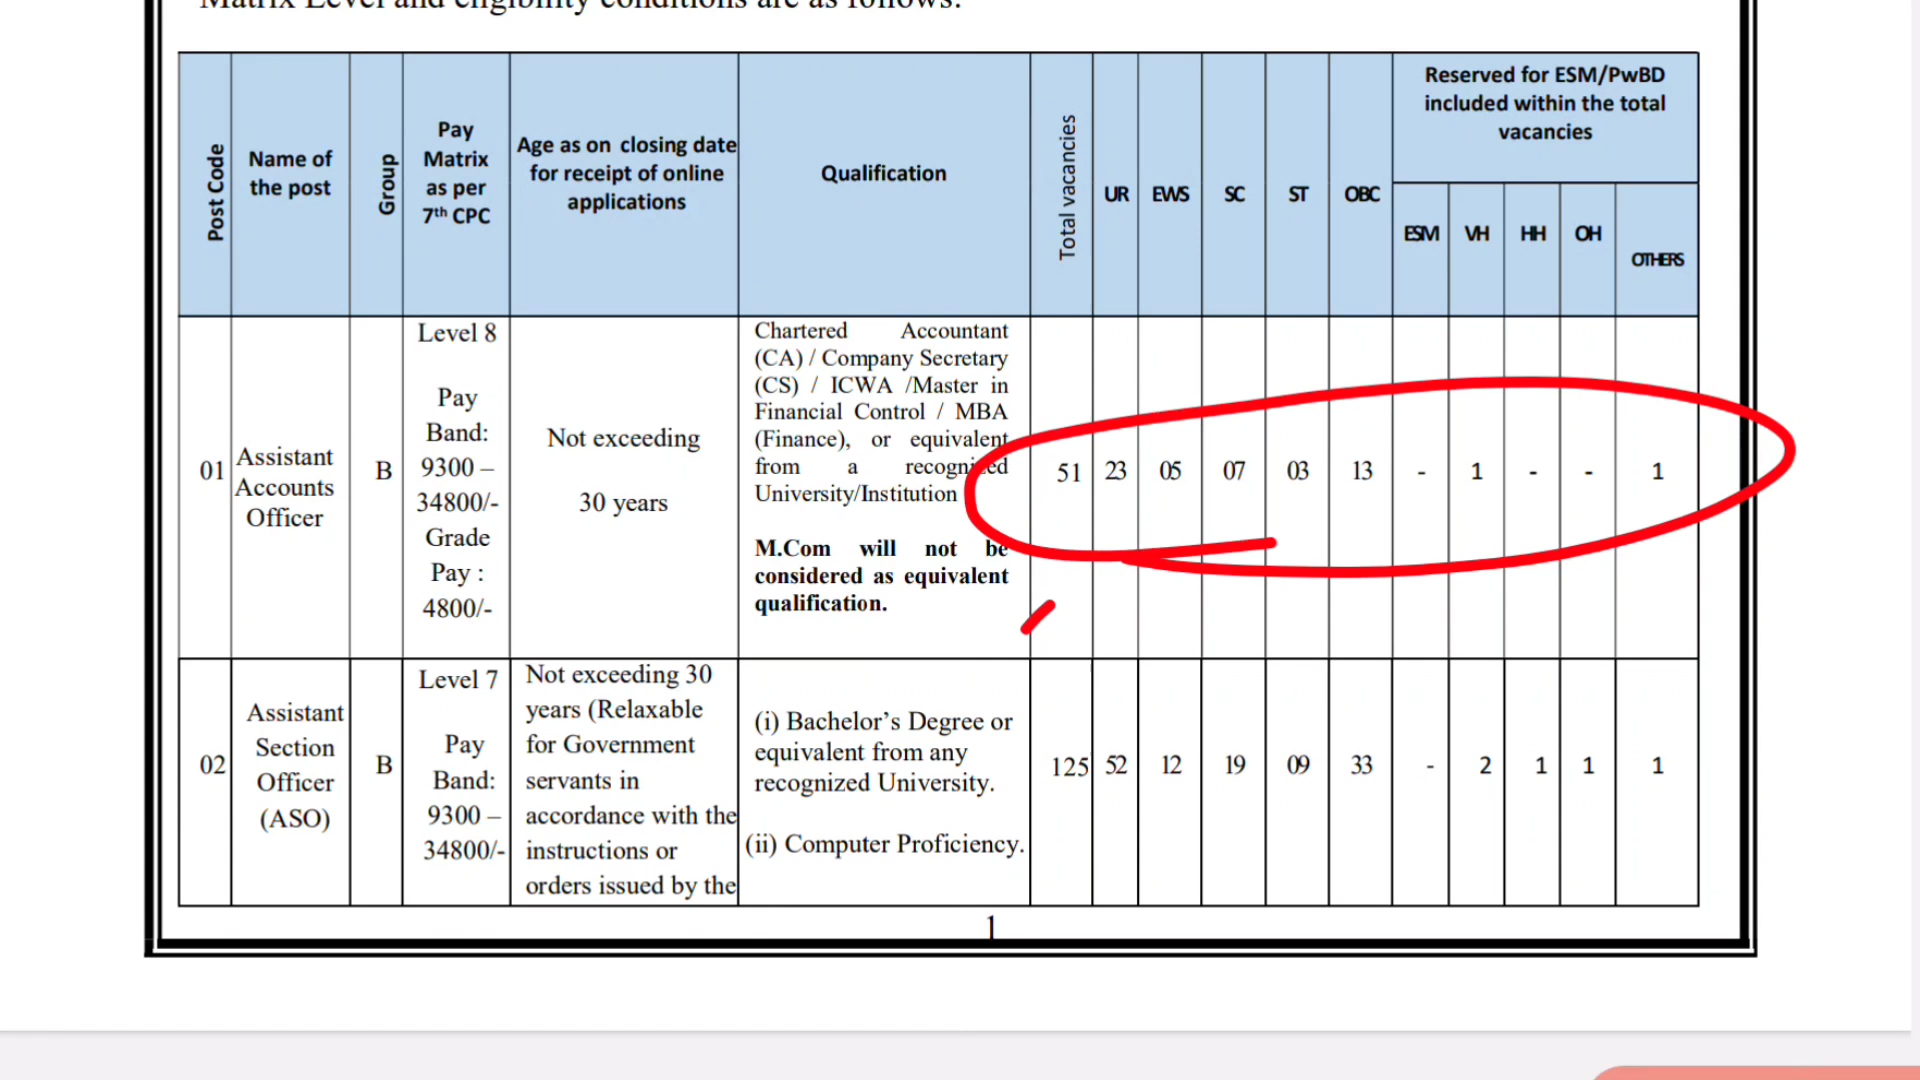 Matrix Level and eligibility conditions are as follows:
Post Code
Name of
the post
Group
Pay
Matrix
as per
7th CPC
Age as on closing date
for receipt of online
applications
Qualification
Total vacancies
UR
EWS
SC
ST
OBC
Reserved for ESM/PwBD
included within the total
vacancies
ESM
VH
HH
OH
OTHERS
01
Assistant
Accounts
Officer
B
Level 8
Pay
Band:
9300 –
34800/-
Grade
Pay :
4800/-
Not exceeding
30 years
Chartered Accountant
(CA) / Company Secretary
(CS) / ICWA /Master in
Financial Control / MBA
(Finance), or equivalent
from a recognized
University/Institution
M.Com will not be
considered as equivalent
qualification.
51
23
05
07
03
13
-
1
-
-
1
02
Assistant
Section
Officer
(ASO)
B
Level 7
Pay
Band:
9300 –
34800/-
Not exceeding 30
years (Relaxable
for Government
servants in
accordance with the
instructions or
orders issued by the
(i) Bachelor’s Degree or
equivalent from any
recognized University.
(ii) Computer Proficiency.
125
52
12
19
09
33
-
2
1
1
1
1